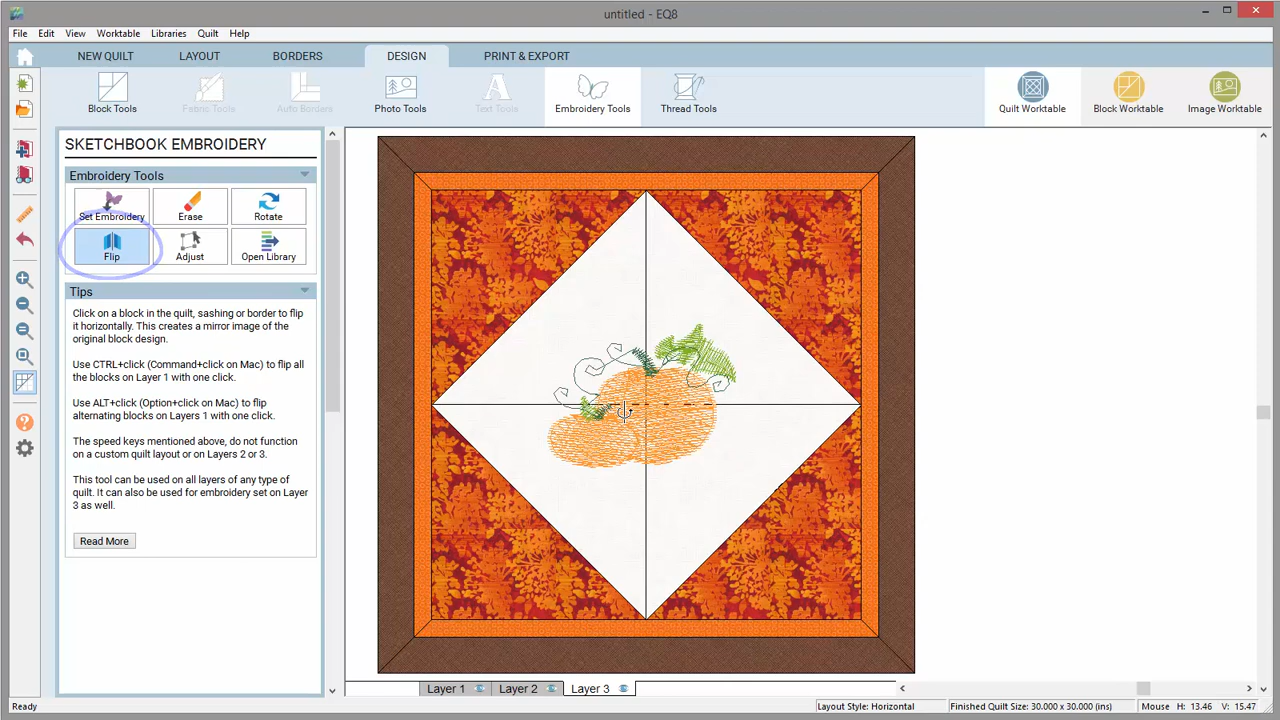 untitled - EQ8
File Edit View Worktable Libraries Quilt Help
NEW QUILT LAYOUT BORDERS DESIGN PRINT & EXPORT
Block Tools Fabric Tools Auto Borders Photo Tools Text Tools Embroidery Tools Thread Tools Quilt Worktable Block Worktable Image Worktable
SKETCHBOOK EMBROIDERY
Embroidery Tools
Set Embroidery Erase Rotate
Flip Adjust Open Library
Tips
Click on a block in the quilt, sashing or border to flip
it horizontally. This creates a mirror image of the
original block design.
Use CTRL+click (Command+click on Mac) to flip all
the blocks on Layer 1 with one click.
Use ALT+click (Option+click on Mac) to flip
alternating blocks on Layers 1 with one click.
The speed keys mentioned above, do not function
on a custom quilt layout or on Layers 2 or 3.
This tool can be used on all layers of any type of
quilt. It can also be used for embroidery set on Layer
3 as well.
Read More
Layer 1 Layer 2 Layer 3
Ready Layout Style: Horizontal Finished Quilt Size: 30.000 x 30.000 (ins) Mouse H: 13.46 V: 15.47